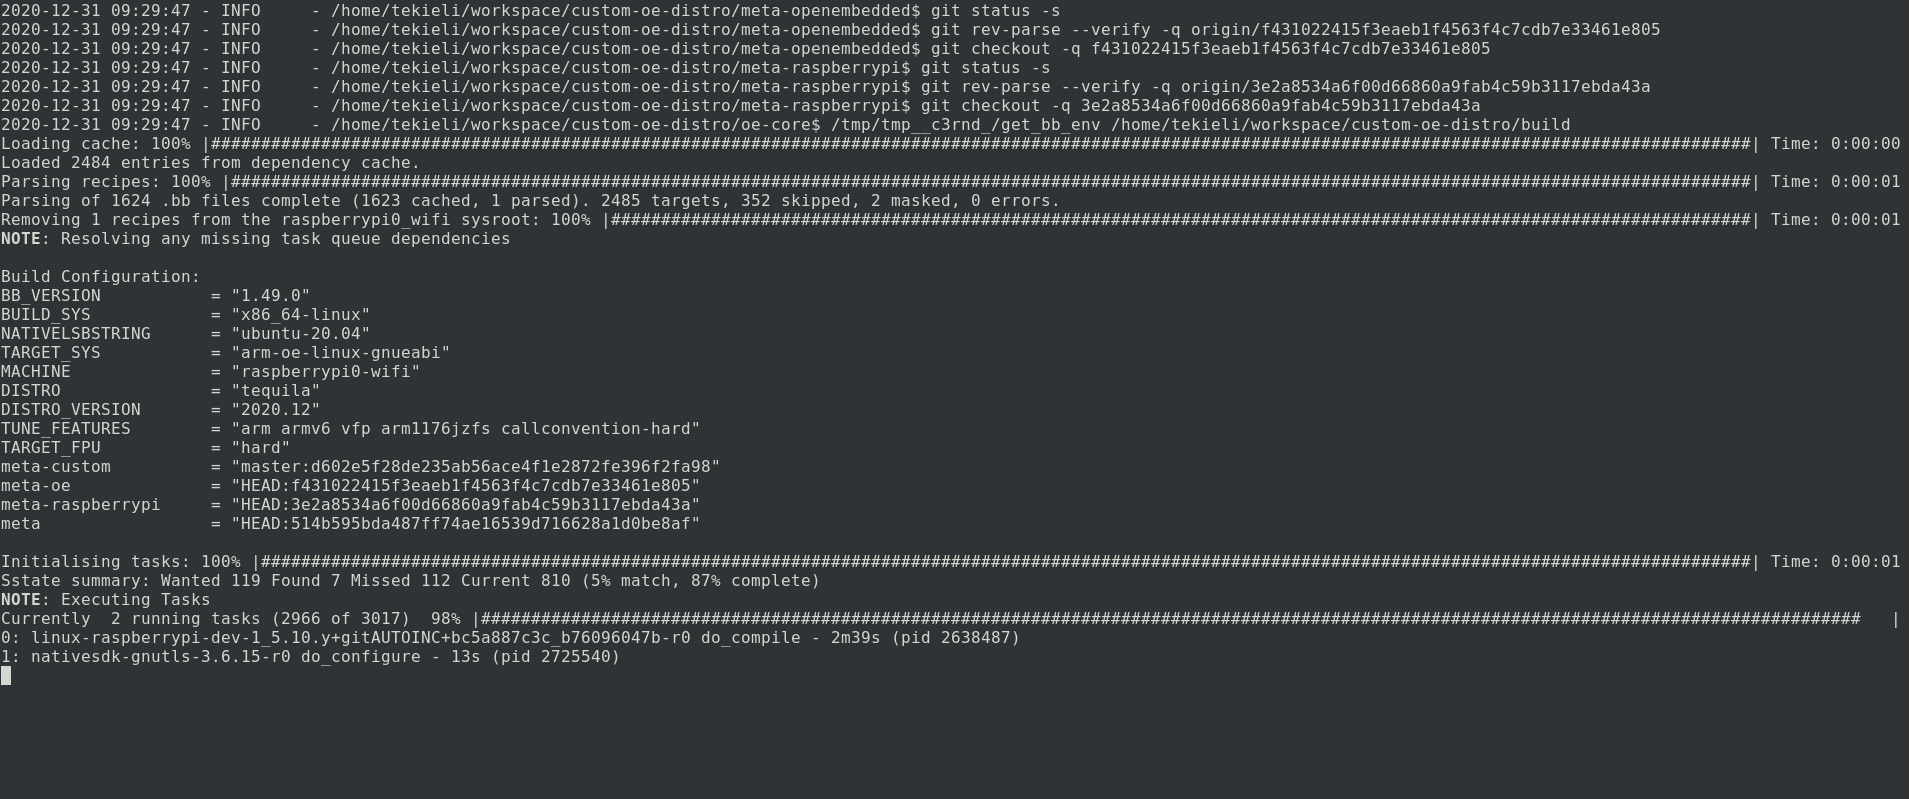 2020-12-31 09:29:47 - INFO     - /home/tekieli/workspace/custom-oe-distro/meta-openembedded$ git status -s
2020-12-31 09:29:47 - INFO     - /home/tekieli/workspace/custom-oe-distro/meta-openembedded$ git rev-parse --verify -q origin/f431022415f3eaeb1f4563f4c7cdb7e33461e805
2020-12-31 09:29:47 - INFO     - /home/tekieli/workspace/custom-oe-distro/meta-openembedded$ git checkout -q f431022415f3eaeb1f4563f4c7cdb7e33461e805
2020-12-31 09:29:47 - INFO     - /home/tekieli/workspace/custom-oe-distro/meta-raspberrypi$ git status -s
2020-12-31 09:29:47 - INFO     - /home/tekieli/workspace/custom-oe-distro/meta-raspberrypi$ git rev-parse --verify -q origin/3e2a8534a6f00d66860a9fab4c59b3117ebda43a
2020-12-31 09:29:47 - INFO     - /home/tekieli/workspace/custom-oe-distro/meta-raspberrypi$ git checkout -q 3e2a8534a6f00d66860a9fab4c59b3117ebda43a
2020-12-31 09:29:47 - INFO     - /home/tekieli/workspace/custom-oe-distro/oe-core$ /tmp/tmp__c3rnd_/get_bb_env /home/tekieli/workspace/custom-oe-distro/build
Loading cache: 100% |##########################################################################################################################################################| Time: 0:00:00
Loaded 2484 entries from dependency cache.
Parsing recipes: 100% |########################################################################################################################################################| Time: 0:00:01
Parsing of 1624 .bb files complete (1623 cached, 1 parsed). 2485 targets, 352 skipped, 2 masked, 0 errors.
Removing 1 recipes from the raspberrypi0_wifi sysroot: 100% |##################################################################################################################| Time: 0:00:01
NOTE: Resolving any missing task queue dependencies

Build Configuration:
BB_VERSION           = "1.49.0"
BUILD_SYS            = "x86_64-linux"
NATIVELSBSTRING      = "ubuntu-20.04"
TARGET_SYS           = "arm-oe-linux-gnueabi"
MACHINE              = "raspberrypi0-wifi"
DISTRO               = "tequila"
DISTRO_VERSION       = "2020.12"
TUNE_FEATURES        = "arm armv6 vfp arm1176jzfs callconvention-hard"
TARGET_FPU           = "hard"
meta-custom          = "master:d602e5f28de235ab56ace4f1e2872fe396f2fa98"
meta-oe              = "HEAD:f431022415f3eaeb1f4563f4c7cdb7e33461e805"
meta-raspberrypi     = "HEAD:3e2a8534a6f00d66860a9fab4c59b3117ebda43a"
meta                 = "HEAD:514b595bda487ff74ae16539d716628a1d0be8af"

Initialising tasks: 100% |#####################################################################################################################################################| Time: 0:00:01
Sstate summary: Wanted 119 Found 7 Missed 112 Current 810 (5% match, 87% complete)
NOTE: Executing Tasks
Currently  2 running tasks (2966 of 3017)  98% |##########################################################################################################################################   |
0: linux-raspberrypi-dev-1_5.10.y+gitAUTOINC+bc5a887c3c_b76096047b-r0 do_compile - 2m39s (pid 2638487)
1: nativesdk-gnutls-3.6.15-r0 do_configure - 13s (pid 2725540)